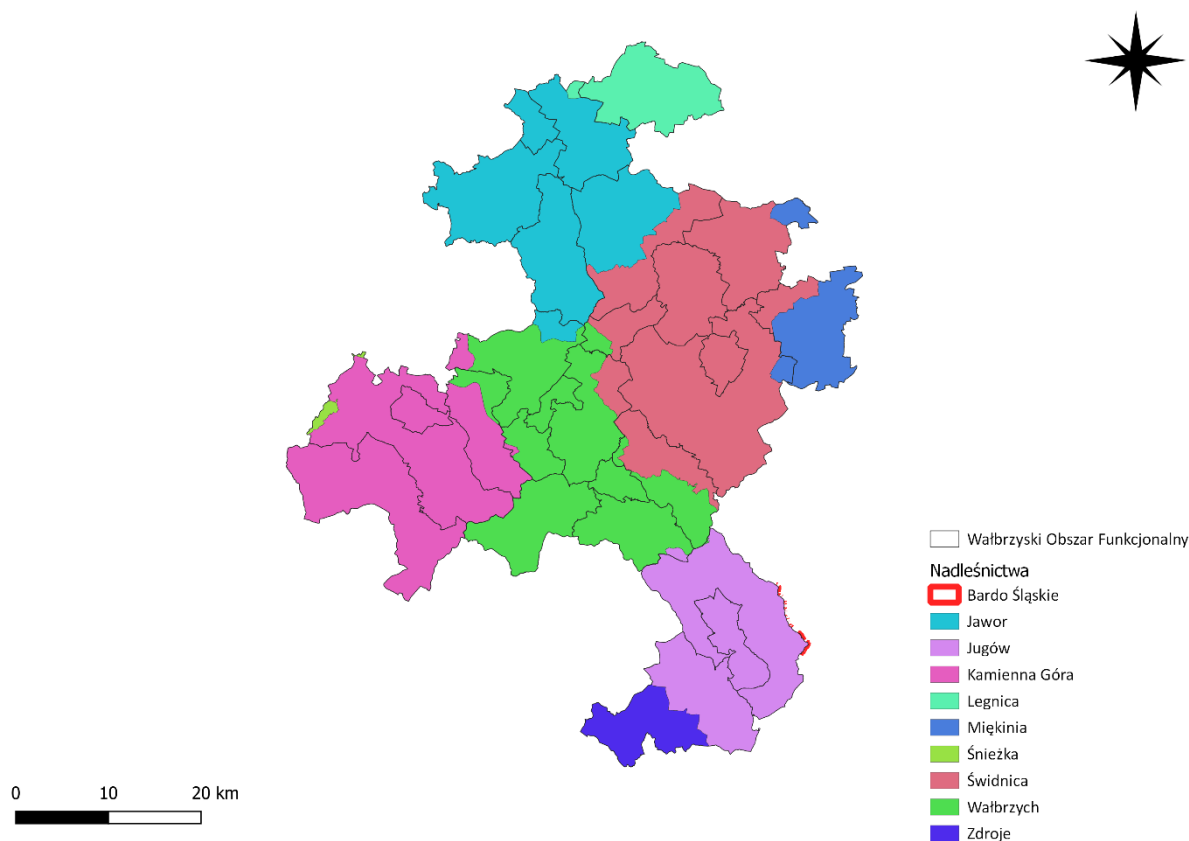 Wałbrzyski Obszar Funkcjonalny
Nadleśnictwa
Bardo Śląskie
Jawor
Jugów
Kamienna Góra
Legnica
Miękinia
Śnieżka
Świdnica
Wałbrzych
Zdroje
0 10 20 km